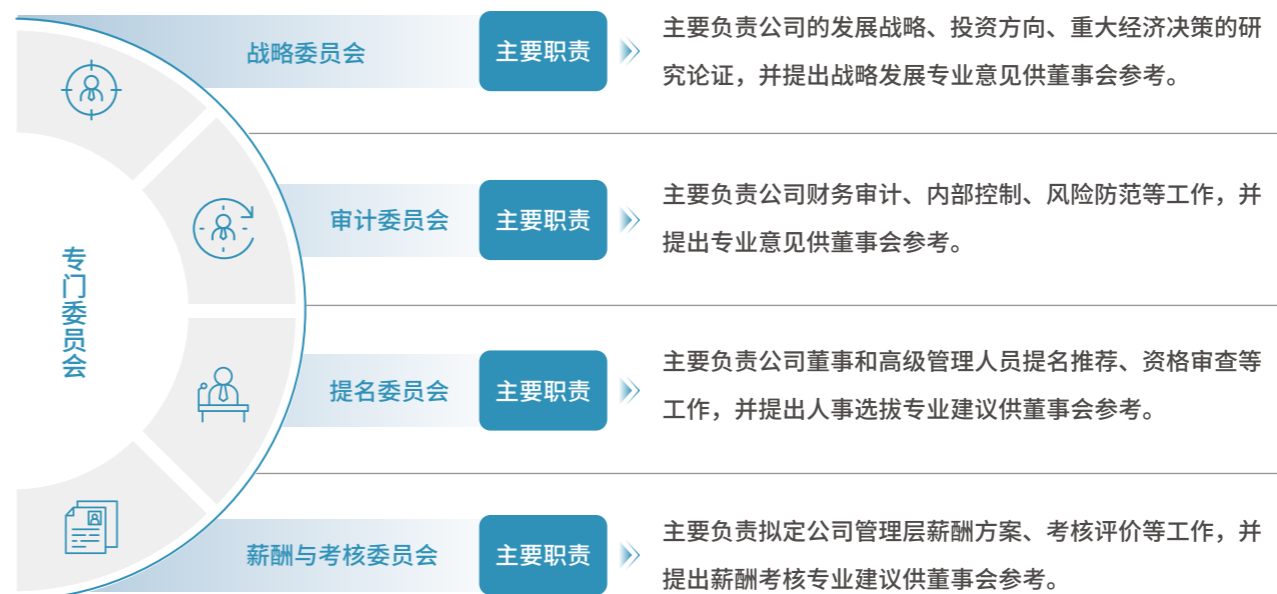 专门委员会
战略委员会
主要职责
主要负责公司的发展战略、投资方向、重大经济决策的研
究论证，并提出战略发展专业意见供董事会参考。
审计委员会
主要职责
主要负责公司财务审计、内部控制、风险防范等工作，并
提出专业意见供董事会参考。
提名委员会
主要职责
主要负责公司董事和高级管理人员提名推荐、资格审查等
工作，并提出人事选拔专业建议供董事会参考。
薪酬与考核委员会
主要职责
主要负责拟定公司管理层薪酬方案、考核评价等工作，并
提出薪酬考核专业建议供董事会参考。